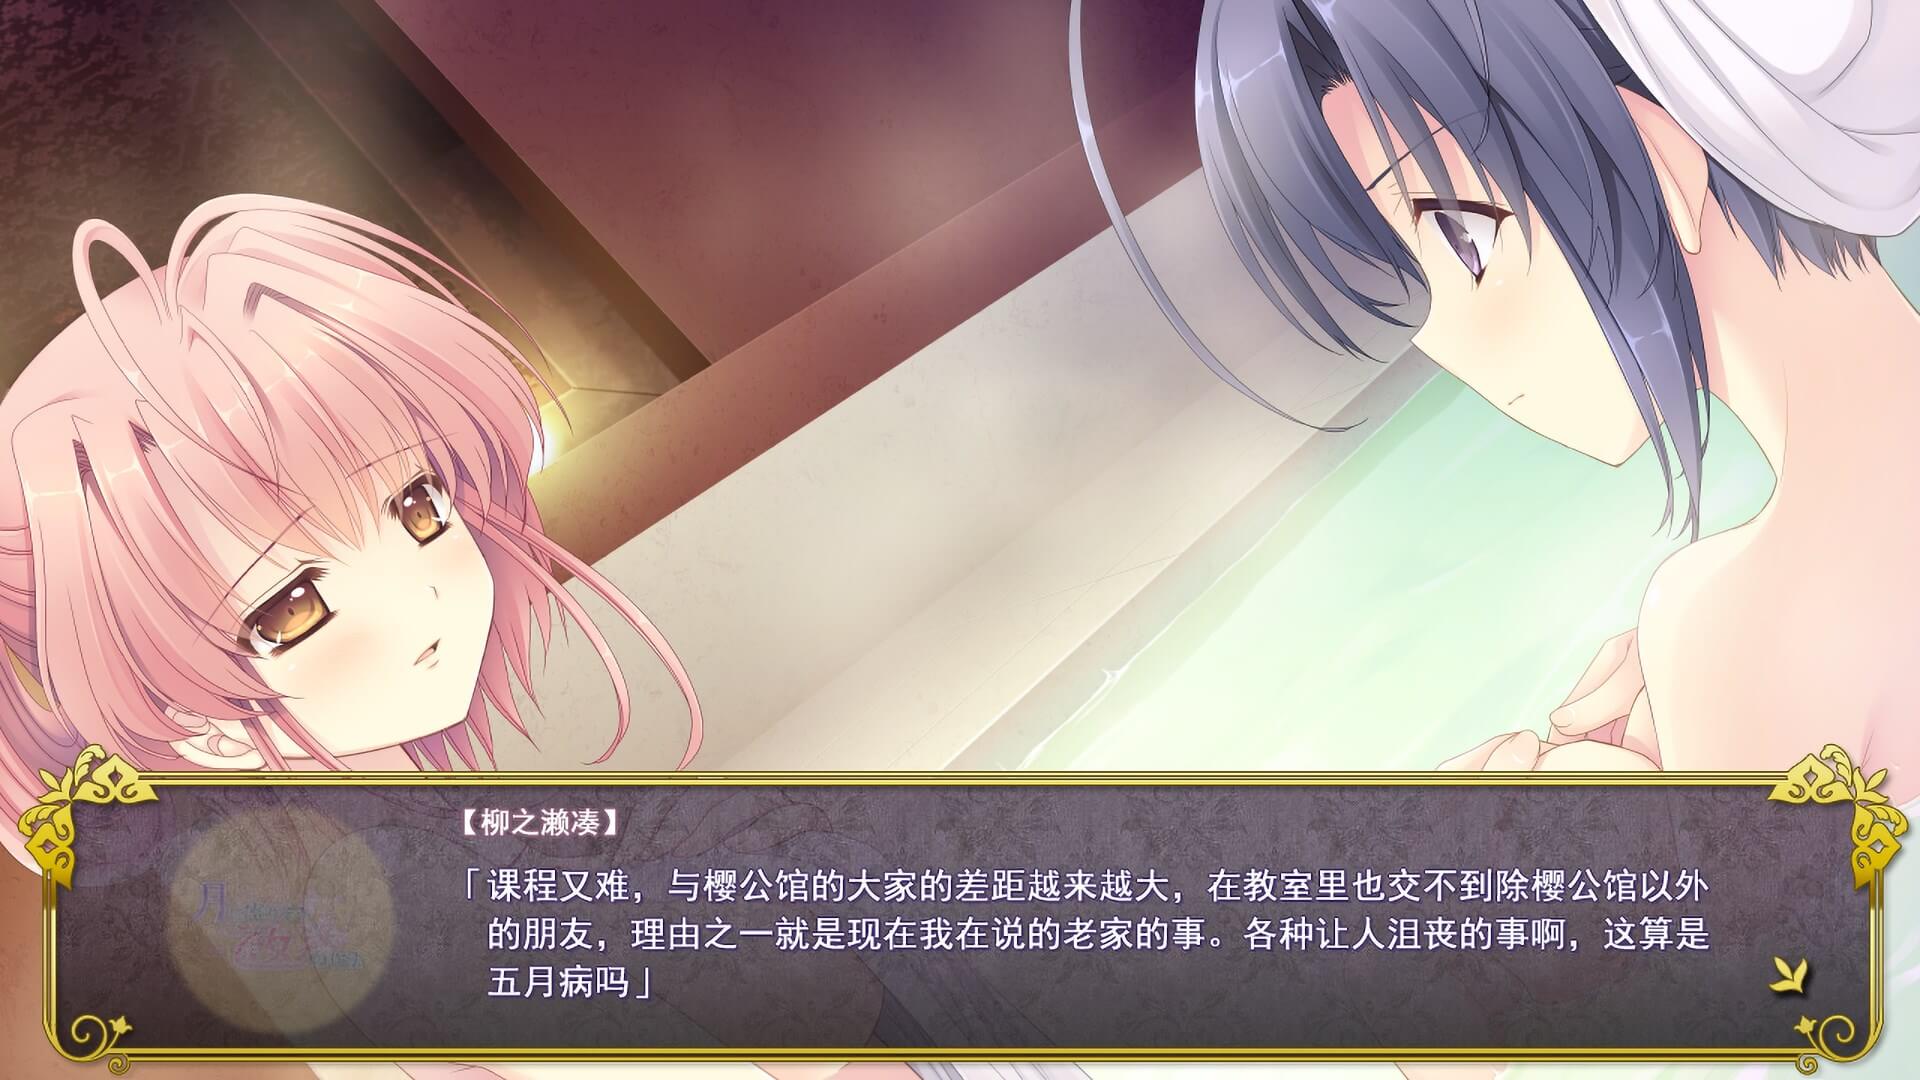 【柳之濑凑】
「课程又难，与樱公馆的大家的差距越来越大，在教室里也交不到除樱公馆以外
的朋友，理由之一就是现在我在说的老家的事。各种让人沮丧的事啊，这算是
五月病吗」